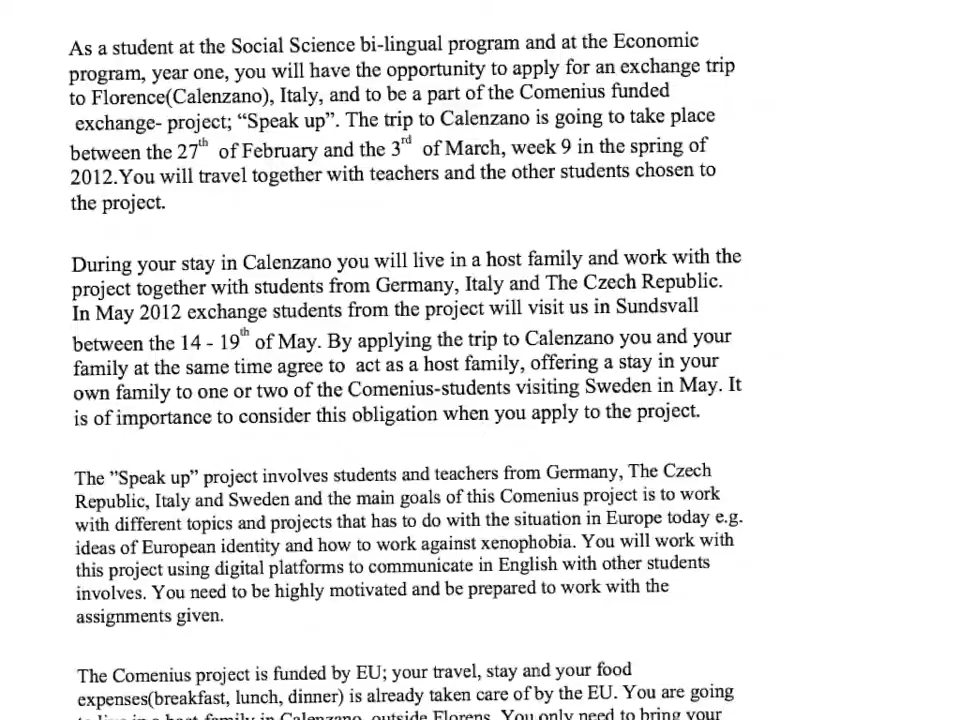 As a student at the Social Science bi-lingual program and at the Economic
program, year one, you will have the opportunity to apply for an exchange trip
to Florence(Calenzano), Italy, and to be a part of the Comenius funded
exchange- project; “Speak up”. The trip to Calenzano is going to take place
between the 27th of February and the 3rd of March, week 9 in the spring of
2012.You will travel together with teachers and the other students chosen to
the project.
During your stay in Calenzano you will live in a host family and work with the
project together with students from Germany, Italy and The Czech Republic.
In May 2012 exchange students from the project will visit us in Sundsvall
between the 14 - 19th of May. By applying the trip to Calenzano you and your
family at the same time agree to act as a host family, offering a stay in your
own family to one or two of the Comenius-students visiting Sweden in May. It
is of importance to consider this obligation when you apply to the project.
The ”Speak up” project involves students and teachers from Germany, The Czech
Republic, Italy and Sweden and the main goals of this Comenius project is to work
with different topics and projects that has to do with the situation in Europe today e.g.
ideas of European identity and how to work against xenophobia. You will work with
this project using digital platforms to communicate in English with other students
involves. You need to be highly motivated and be prepared to work with the
assignments given.
The Comenius project is funded by EU; your travel, stay and your food
expenses(breakfast, lunch, dinner) is already taken care of by the EU. You are going
to live in a host family in Calenzano, outside Florens. You only need to bring your